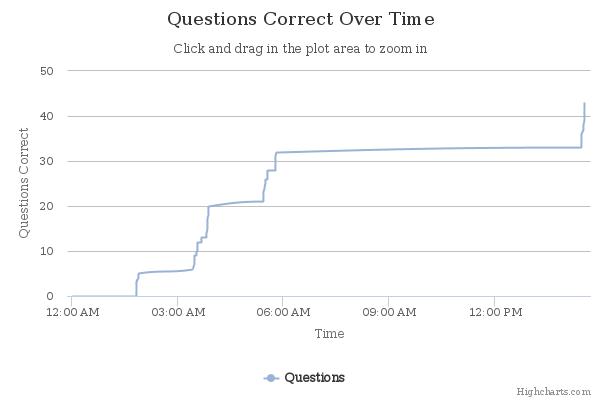 Questions Correct Over Time
Click and drag in the plot area to zoom in
50
40
30
20
10
0
Questions Correct
12:00 AM 03:00 AM 06:00 AM 09:00 AM 12:00 PM
Time
Questions
Highcharts.com